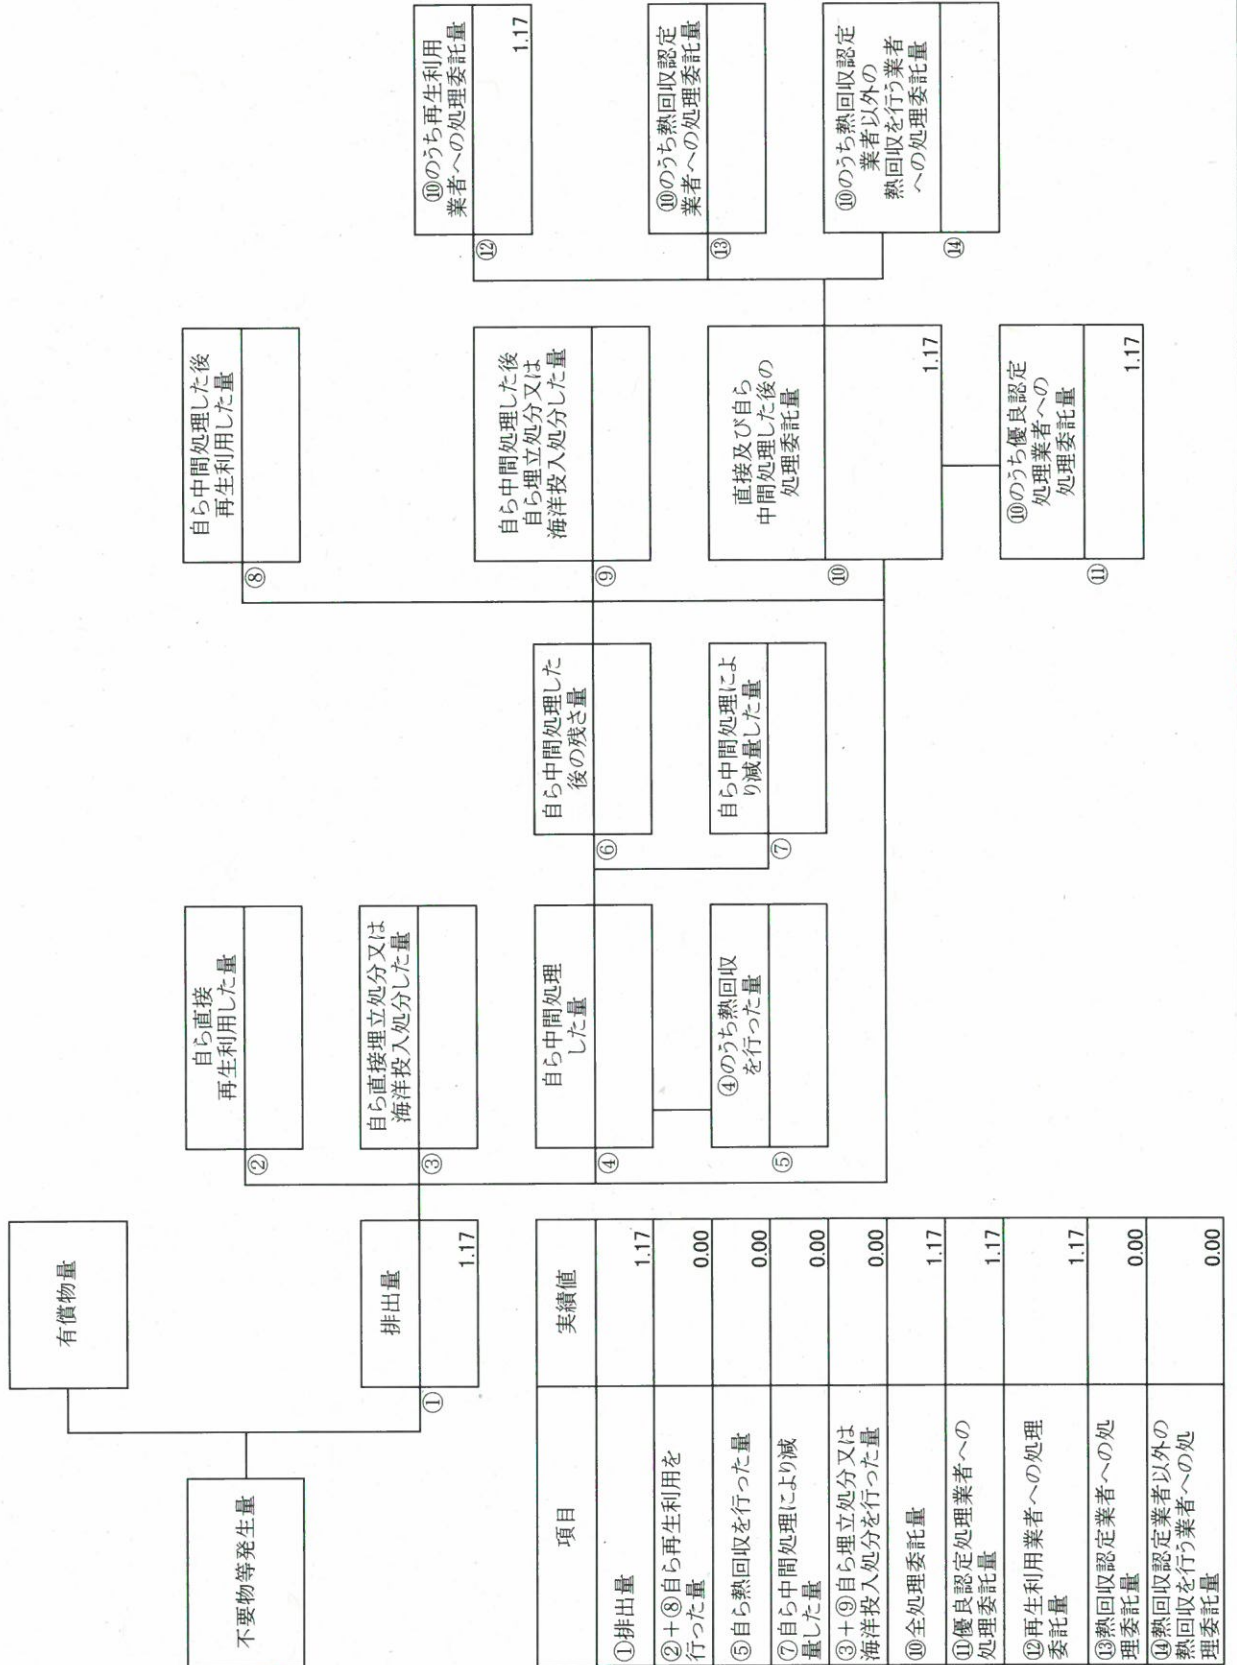 有償物量
不要物等発生量
排出量
①
1.17
自ら直接
再生利用した量
②
自ら直接埋立処分又は
海洋投入処分した量
③
自ら中間処理
した量
④
④のうち熱回収
を行った量
⑤
自ら中間処理した
後の残さ量
⑥
自ら中間処理によ
り減量した量
⑦
自ら中間処理した後
再生利用した量
⑧
自ら中間処理した後
自ら埋立処分又は
海洋投入処分した量
⑨
直接及び自ら
中間処理した後の
処理委託量
⑩
1.17
⑩のうち優良認定
処理業者への
処理委託量
⑪
1.17
⑩のうち再生利用
業者への処理委託量
⑫
1.17
⑩のうち熱回収認定
業者への処理委託量
⑬
⑩のうち熱回収認定
業者以外の
熱回収を行う業者
への処理委託量
⑭
項目 実績値
①排出量 1.17
②+⑧自ら再生利用を
行った量 0.00
⑤自ら熱回収を行った量 0.00
⑦自ら中間処理により減
量した量 0.00
③+⑨自ら埋立処分又は
海洋投入処分を行った量 0.00
⑩全処理委託量 1.17
⑪優良認定処理業者への
処理委託量 1.17
⑫再生利用業者への処理
委託量 1.17
⑬熱回収認定業者への処
理委託量 0.00
⑭熱回収認定業者以外の
熱回収を行う業者への処
理委託量 0.00